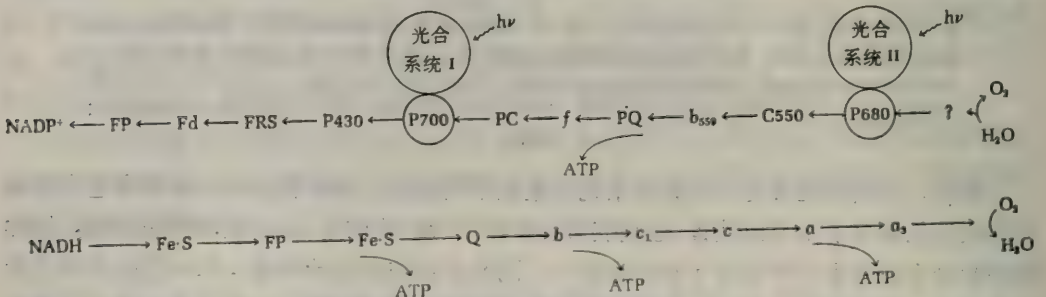 光合
系统 I
hν
光合
系统 II
hν
NADP⁺ ← FP ← Fd ← FRS ← P430 ← P700 ← PC ← f ← PQ ← b₅₅₉ ← C550 ← P680 ← ?
O₂
H₂O
ATP
NADH → Fe·S → FP → Fe·S → Q → b → c₁ → c → a → a₃ →
O₂
H₂O
ATP
ATP
ATP